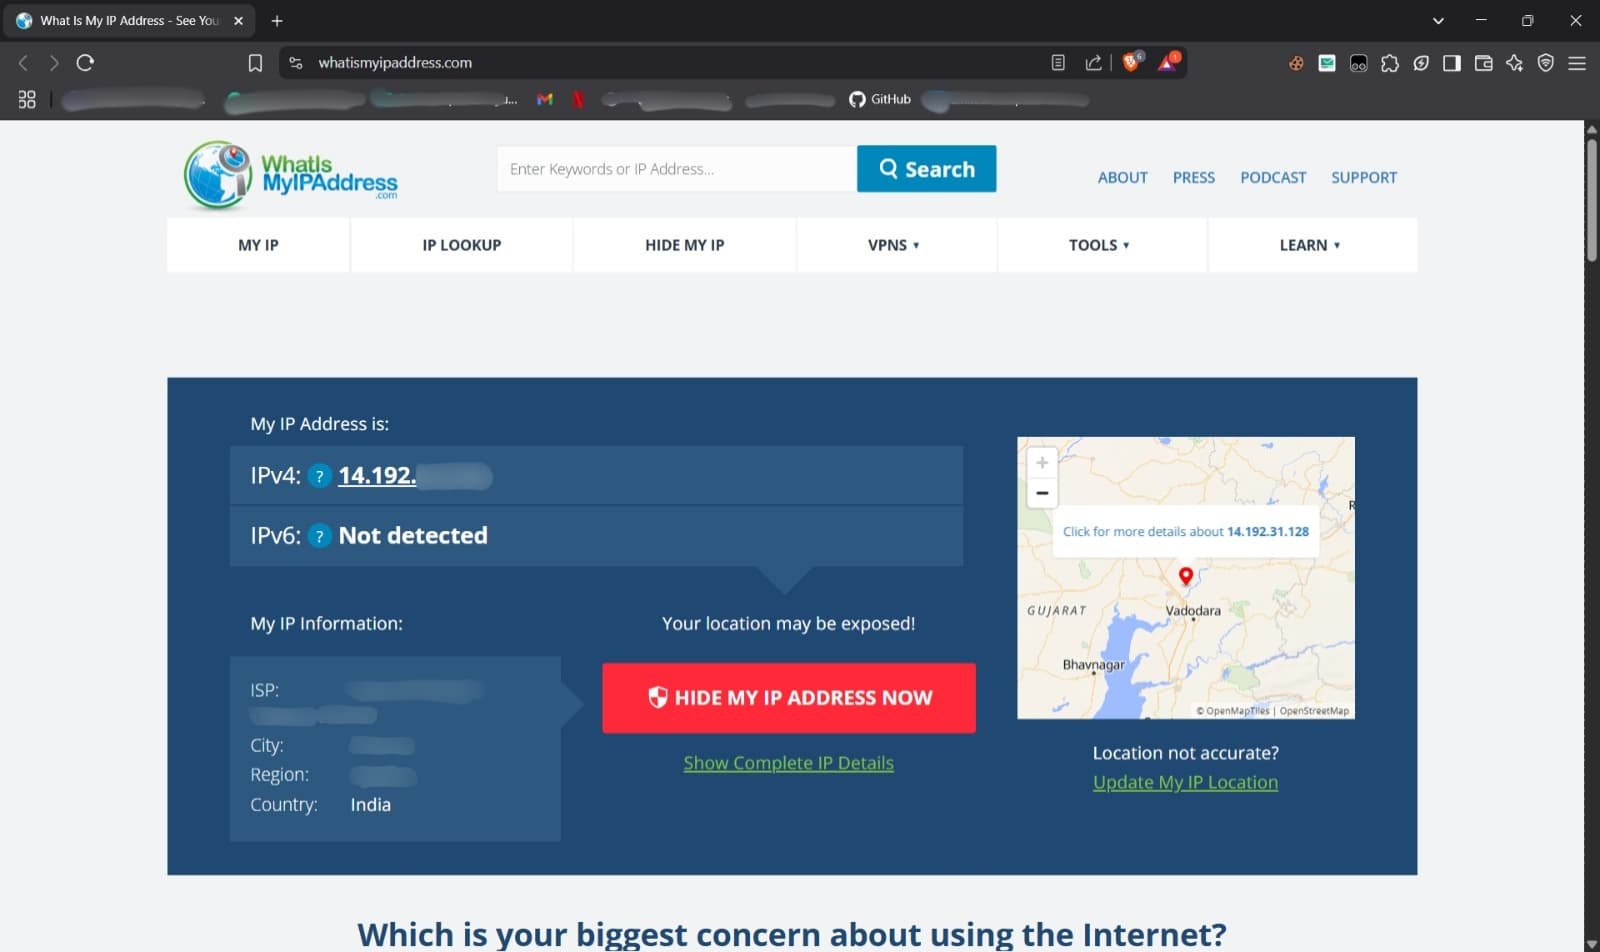 What Is My IP Address - See You
whatismyipaddress.com
6
1
GitHub
WhatIs
MyIPAddress
.com
Enter Keywords or IP Address...
Search
ABOUT PRESS PODCAST SUPPORT
MY IP IP LOOKUP HIDE MY IP VPNS TOOLS LEARN
My IP Address is:
IPv4: ? 14.192.
IPv6: ? Not detected
My IP Information:
ISP:
City:
Region:
Country: India
Your location may be exposed!
HIDE MY IP ADDRESS NOW
Show Complete IP Details
+
−
R
Click for more details about 14.192.31.128
GUJARAT
Vadodara
Bhavnagar
© OpenMapTiles | OpenStreetMap
Location not accurate?
Update My IP Location
Which is your biggest concern about using the Internet?